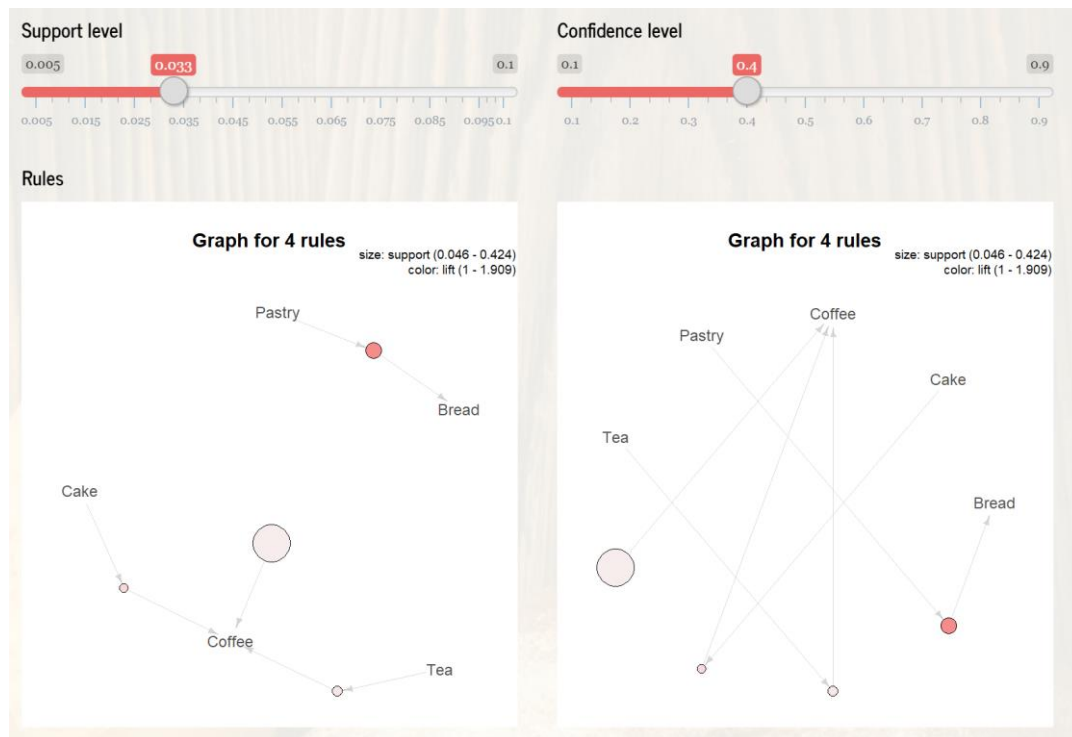 Support level
0.005 0.033 0.1
0.005 0.015 0.025 0.035 0.045 0.055 0.065 0.075 0.085 0.095 0.1
Confidence level
0.1 0.4 0.9
0.1 0.2 0.3 0.4 0.5 0.6 0.7 0.8 0.9
Rules
Graph for 4 rules
size: support (0.046 - 0.424)
color: lift (1 - 1.909)
Pastry
Bread
Cake
Coffee
Tea
Graph for 4 rules
size: support (0.046 - 0.424)
color: lift (1 - 1.909)
Coffee
Pastry
Cake
Tea
Bread